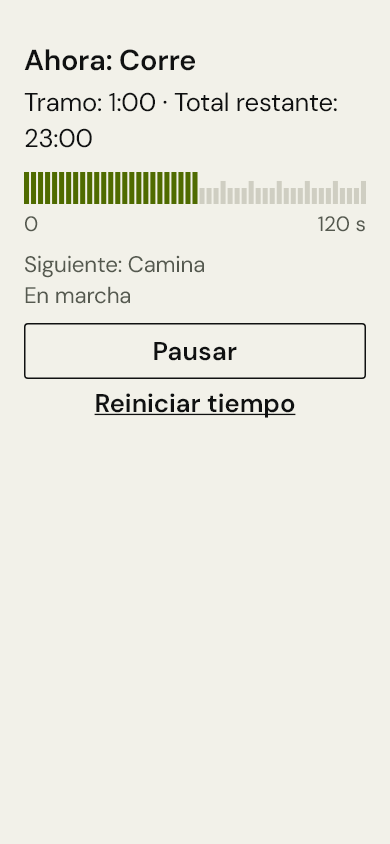 Ahora: Corre
Tramo: 1:00 · Total restante:
23:00
0
120 s
Siguiente: Camina
En marcha
Pausar
Reiniciar tiempo